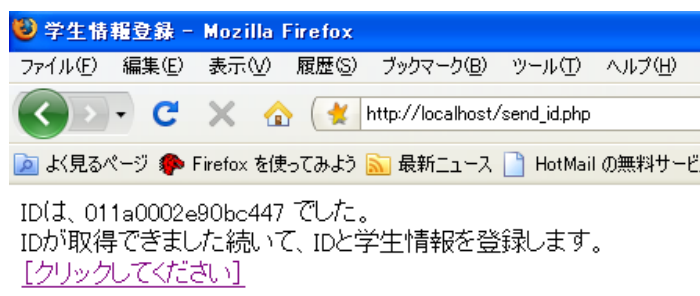 学生情報登録 - Mozilla Firefox
ファイル(F) 編集(E) 表示(V) 履歴(S) ブックマーク(B) ツール(T) ヘルプ(H)
http://localhost/send_id.php
よく見るページ Firefox を使ってみよう 最新ニュース HotMail の無料サービ
IDは、011a0002e90bc447 でした。
IDが取得できました続いて、IDと学生情報を登録します。
[クリックしてください]